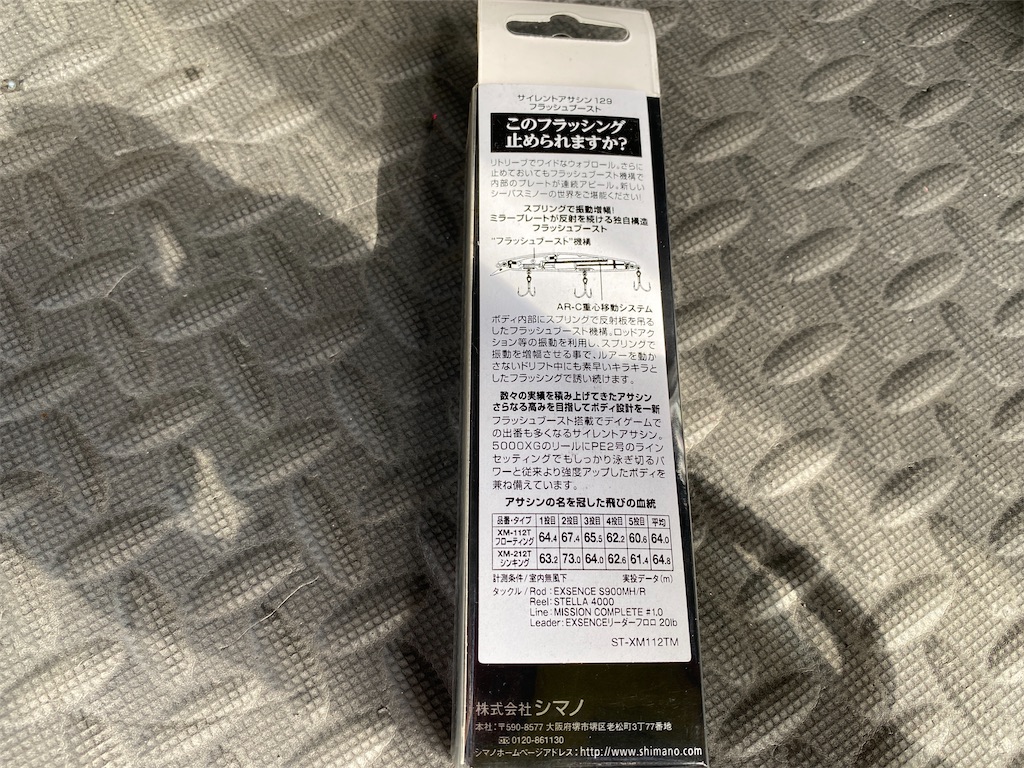 サイレントアサシン129
フラッシュブースト
このフラッシング
止められますか?
リトリーブでワイドなウォブロール。さらに
止めておいてもフラッシュブースト機構で
内部のプレートが連続アピール。新しい
シーバスミノーの世界をご堪能ください!
スプリングで振動増幅!
ミラープレートが反射を続ける独自構造
フラッシュブースト
"フラッシュブースト"機構
AR-C重心移動システム
ボディ内部にスプリングで反射板を吊る
したフラッシュブースト機構。ロッドアク
ション等の振動を利用し、スプリングで
振動を増幅させる事で、ルアーを動か
さないドリフト中にも素早いキラキラと
したフラッシングで誘い続けます。
数々の実績を積み上げてきたアサシン
さらなる高みを目指してボディ設計を一新
フラッシュブースト搭載でデイゲームで
の出番も多くなるサイレントアサシン。
5000XGのリールにPE2号のライン
セッティングでもしっかり泳ぎ切るパ
ワーと従来より強度アップしたボディを
兼ね備えています。
アサシンの名を冠した飛びの血統
品番・タイプ 1投目 2投目 3投目 4投目 5投目 平均
XM-112T フローティング 64.4 67.4 65.5 62.2 60.6 64.0
XM-212T シンキング 63.2 73.0 64.0 62.6 61.4 64.8
計測条件/室内無風下 実投データ(m)
タックル/Rod:EXSENCE S900MH/R
Reel:STELLA 4000
Line:MISSION COMPLETE #1.0
Leader:EXSENCEリーダーフロロ 20lb
ST-XM112TM
株式会社シマノ
本社:〒590-8577 大阪府堺市堺区老松町3丁77番地
0120-861130
シマノホームページアドレス:http://www.shimano.com